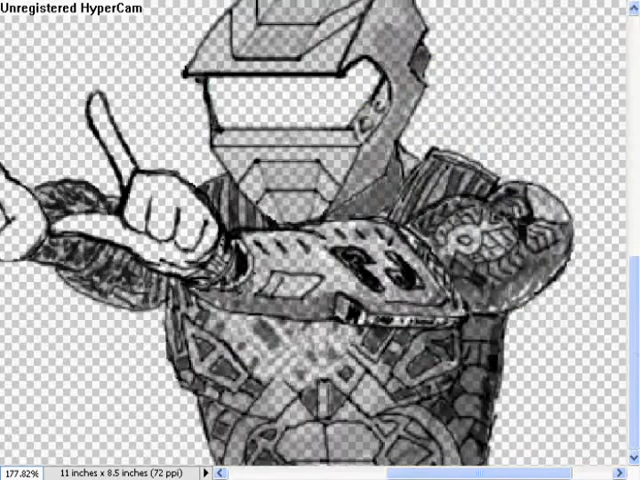 Unregistered HyperCam
177.82%
11 inches x 8.5 inches (72 ppi)